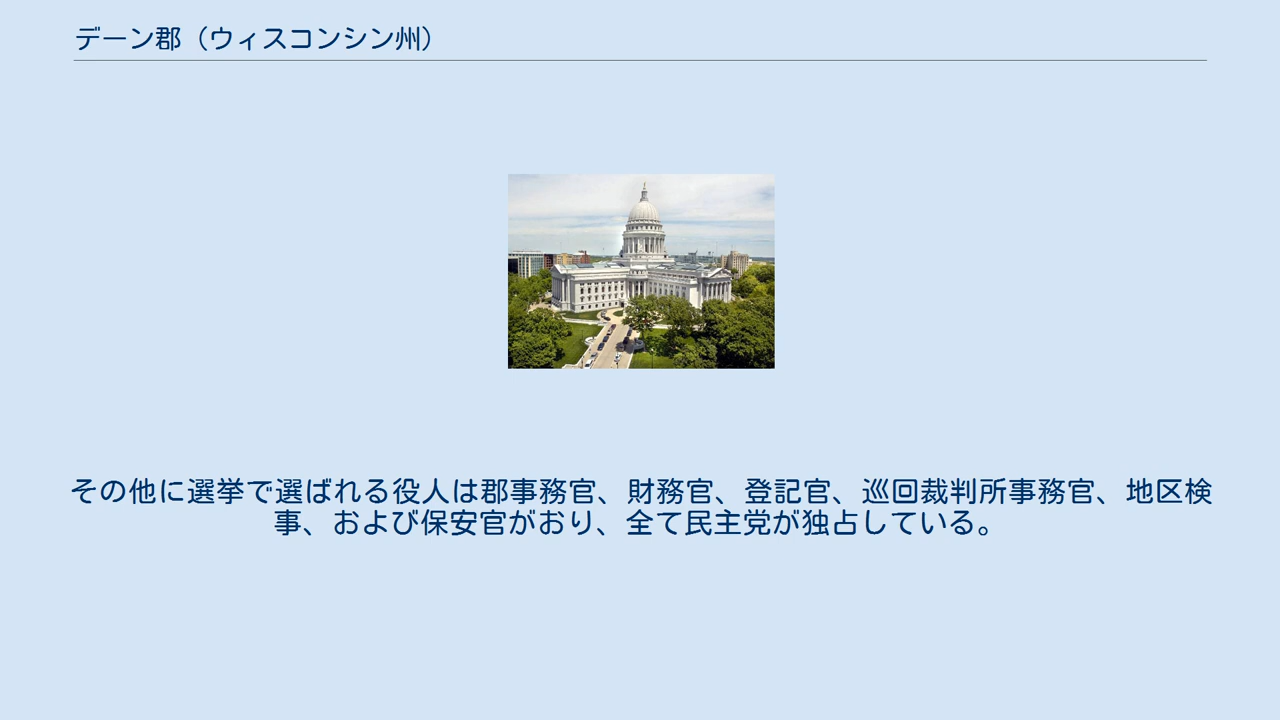 デーン郡（ウィスコンシン州）
その他に選挙で選ばれる役人は郡事務官、財務官、登記官、巡回裁判所事務官、地区検
事、および保安官がおり、全て民主党が独占している。